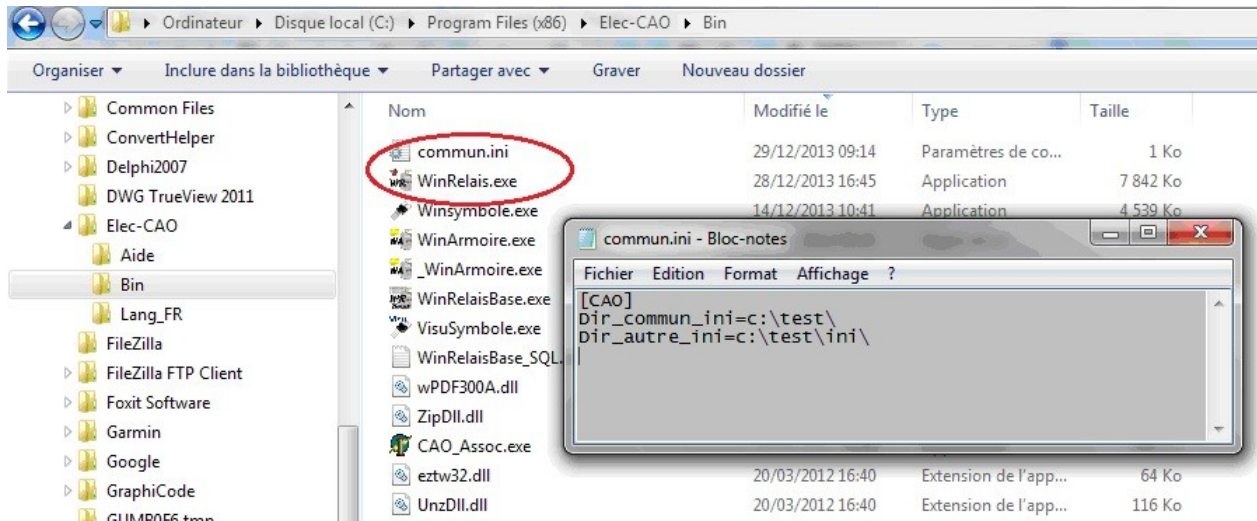 Ordinateur ▸ Disque local (C:) ▸ Program Files (x86) ▸ Elec-CAO ▸ Bin
Organiser Inclure dans la bibliothèque Partager avec Graver Nouveau dossier
Common Files
ConvertHelper
Delphi2007
DWG TrueView 2011
Elec-CAO
Aide
Bin
Lang_FR
FileZilla
FileZilla FTP Client
Foxit Software
Garmin
Google
GraphiCode
GUMB0E6.tmp
Nom Modifié le Type Taille
commun.ini 29/12/2013 09:14 Paramètres de co... 1 Ko
WinRelais.exe 28/12/2013 16:45 Application 7 842 Ko
Winsymbole.exe 14/12/2013 10:41 Application 4 539 Ko
WinArmoire.exe
_WinArmoire.exe
WinRelaisBase.exe
VisuSymbole.exe
WinRelaisBase_SQL.
wPDF300A.dll
ZipDll.dll
CAO_Assoc.exe
eztw32.dll 20/03/2012 16:40 Extension de l'app... 64 Ko
UnzDll.dll 20/03/2012 16:40 Extension de l'app... 116 Ko
commun.ini - Bloc-notes
Fichier Edition Format Affichage ?
[CAO]
Dir_commun_ini=c:\test\
Dir_autre_ini=c:\test\ini\